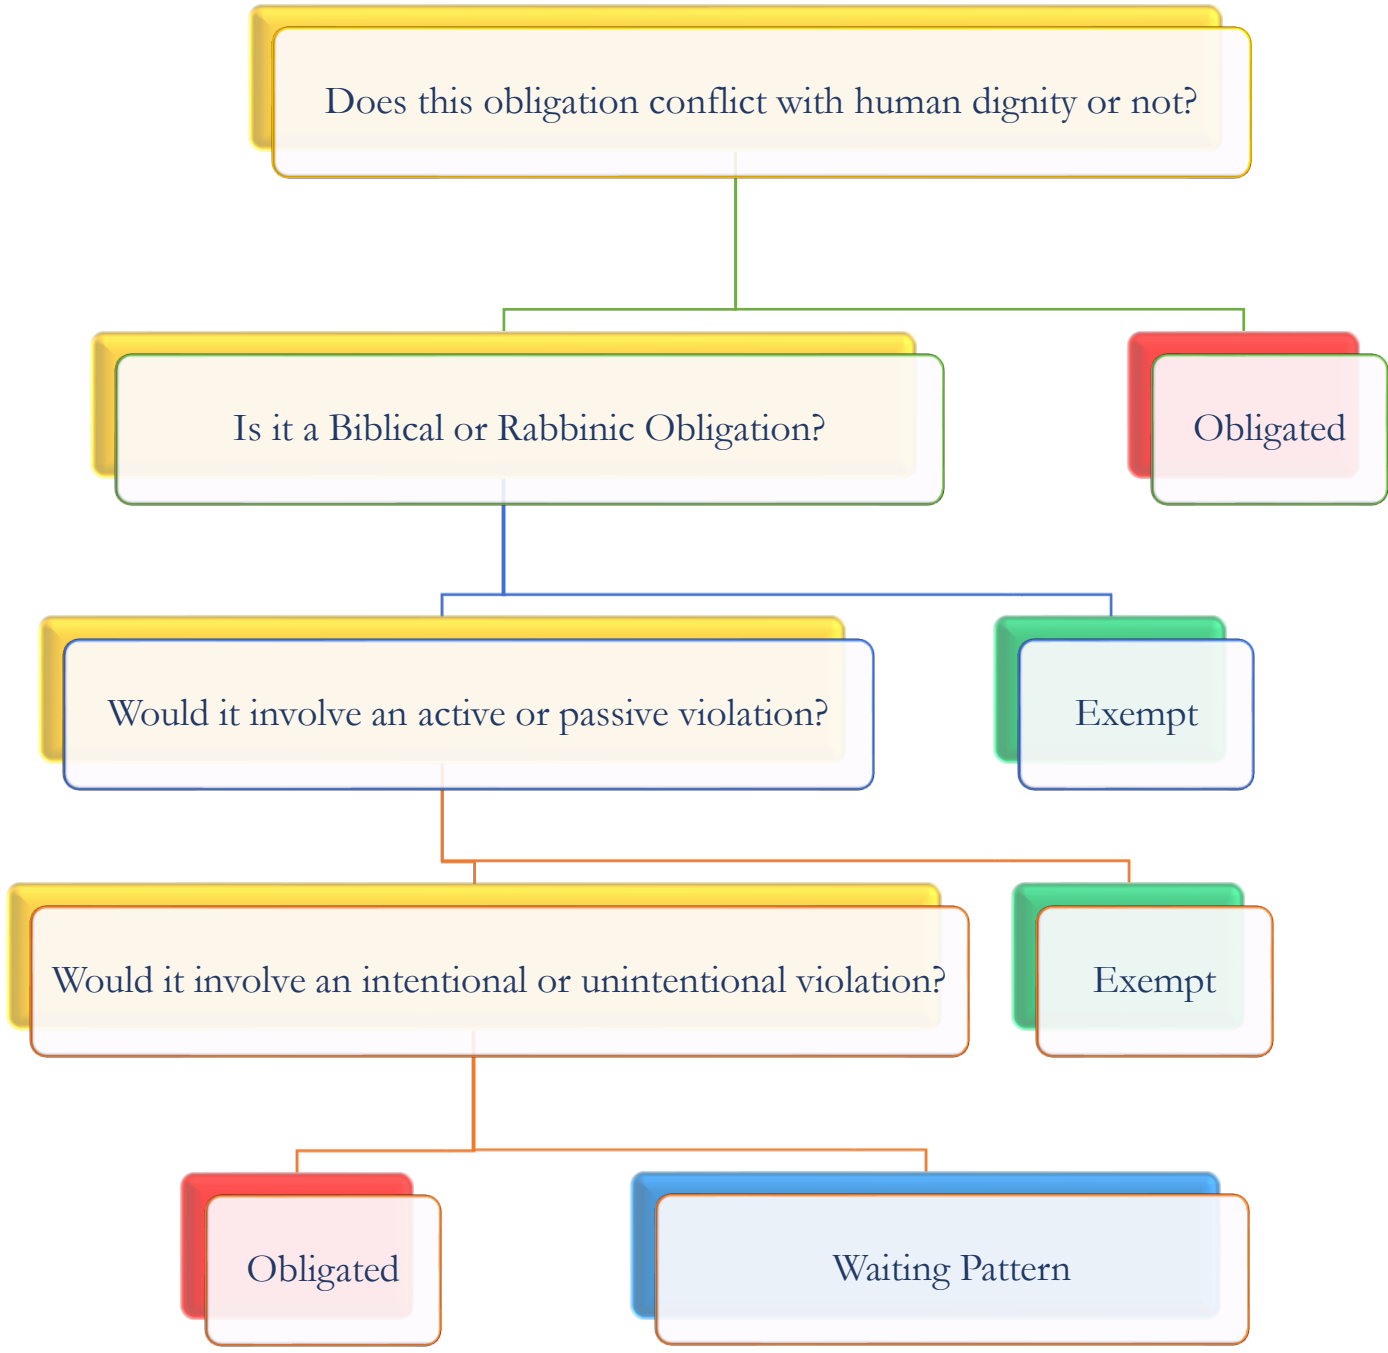 Does this obligation conflict with human dignity or not?
Is it a Biblical or Rabbinic Obligation?
Obligated
Would it involve an active or passive violation?
Exempt
Would it involve an intentional or unintentional violation?
Exempt
Obligated
Waiting Pattern